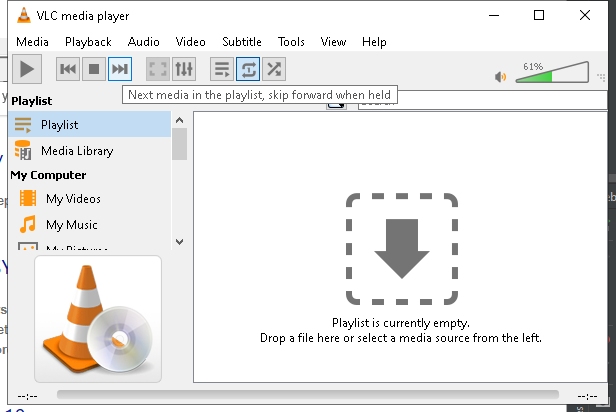 VLC media player
Media Playback Audio Video Subtitle Tools View Help
61%
Next media in the playlist, skip forward when held
Playlist
Playlist
Media Library
My Computer
My Videos
My Music
My Pictures
Playlist is currently empty.
Drop a file here or select a media source from the left.
--:--
--:--